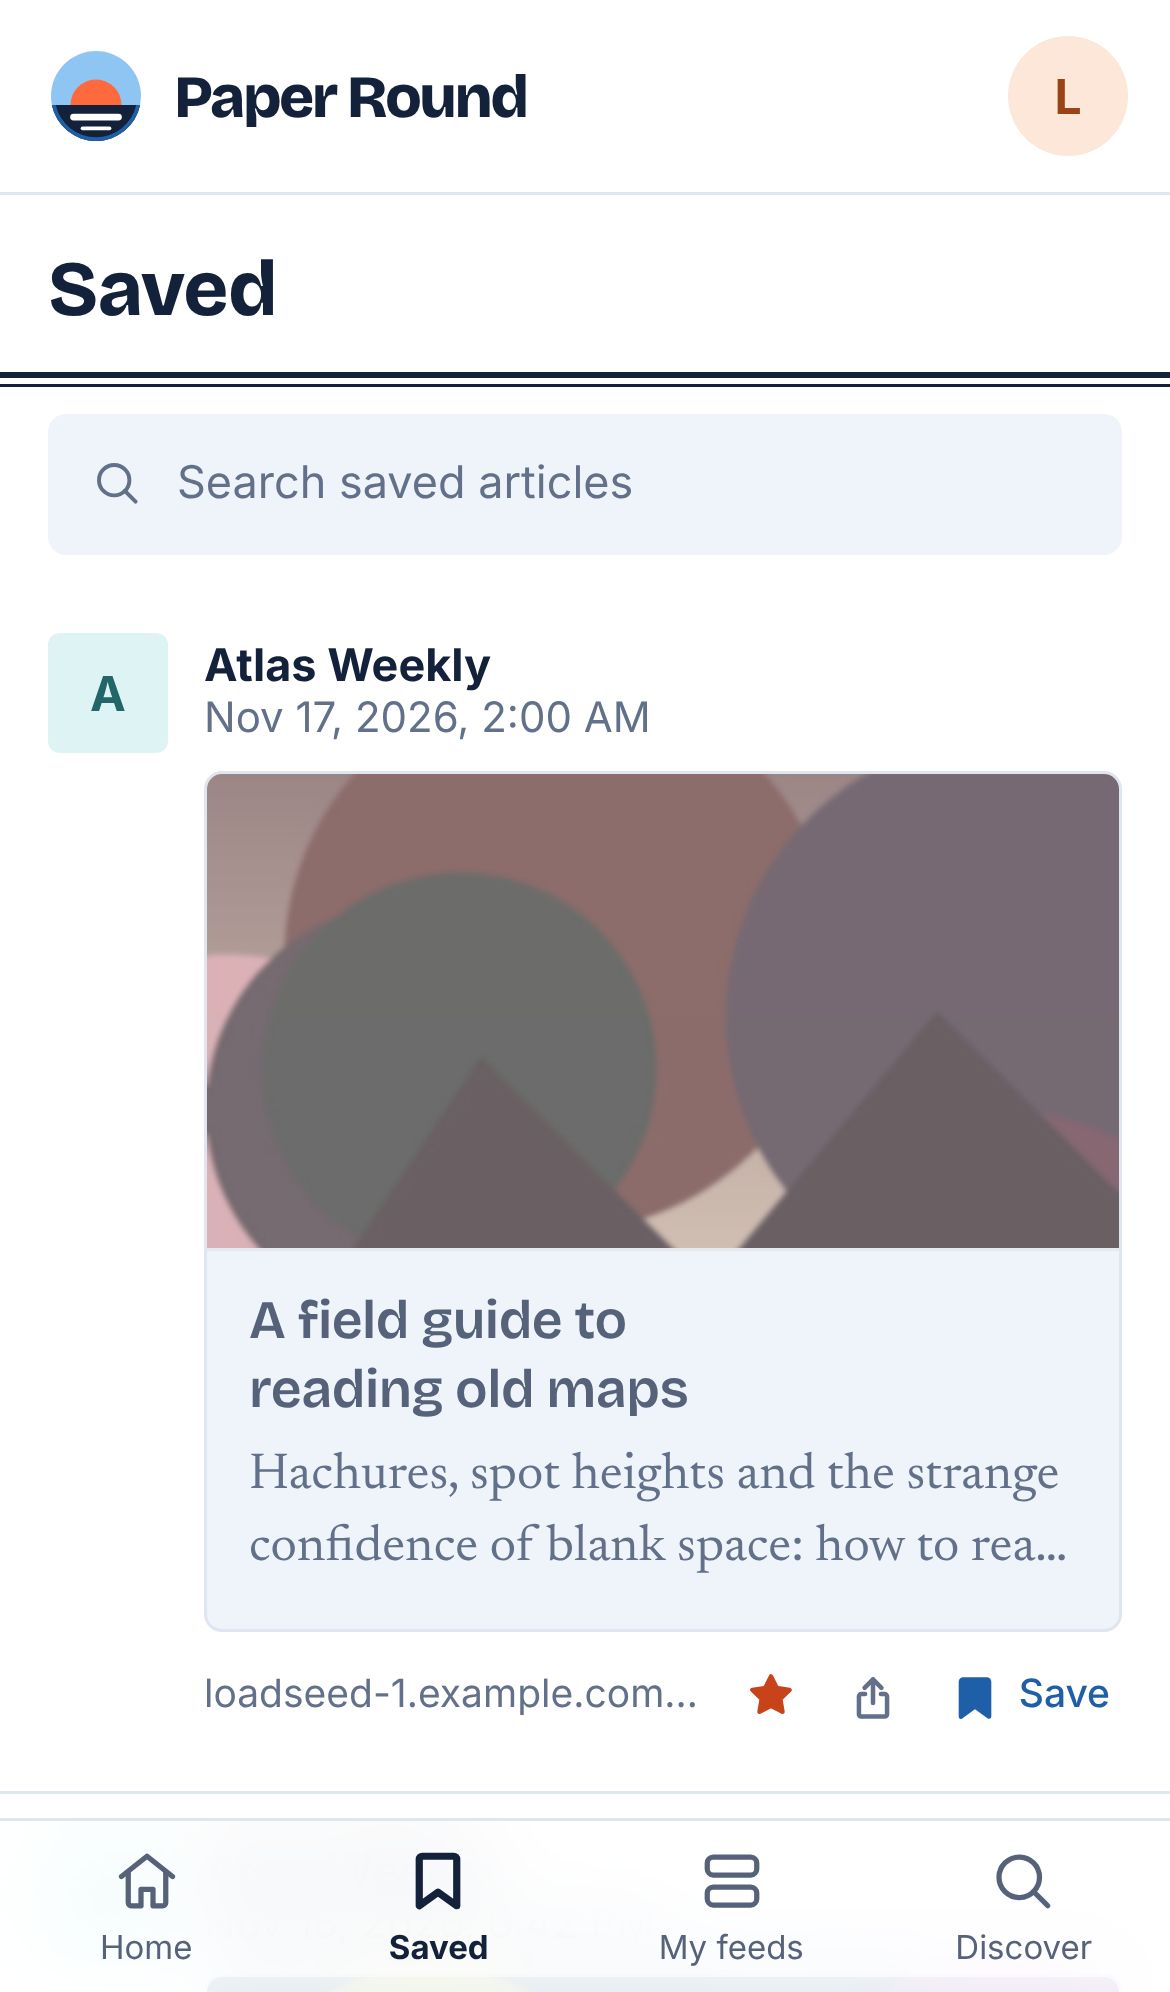 Paper Round
L
Saved
Search saved articles
A
Atlas Weekly
Nov 17, 2026, 2:00 AM
A field guide to
reading old maps
Hachures, spot heights and the strange
confidence of blank space: how to rea...
loadseed-1.example.com...
Save
Home
Saved
My feeds
Discover